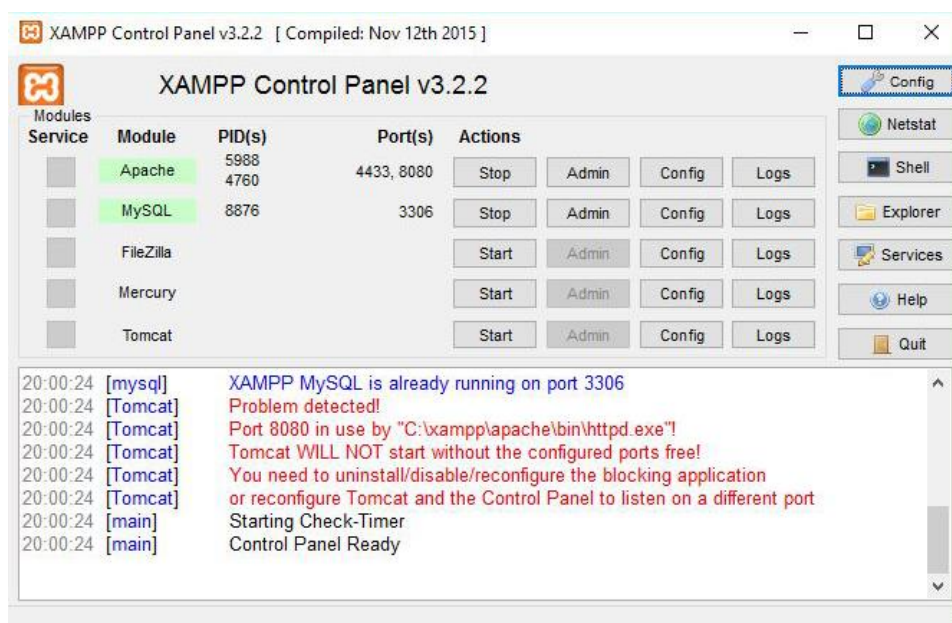 XAMPP Control Panel v3.2.2 [ Compiled: Nov 12th 2015 ]
XAMPP Control Panel v3.2.2
Config
Modules
Service Module PID(s) Port(s) Actions
Netstat
Apache 5988 4760 4433, 8080 Stop Admin Config Logs
Shell
MySQL 8876 3306 Stop Admin Config Logs
Explorer
FileZilla Start Admin Config Logs
Services
Mercury Start Admin Config Logs
Help
Tomcat Start Admin Config Logs
Quit
20:00:24 [mysql] XAMPP MySQL is already running on port 3306
20:00:24 [Tomcat] Problem detected!
20:00:24 [Tomcat] Port 8080 in use by "C:\xampp\apache\bin\httpd.exe"!
20:00:24 [Tomcat] Tomcat WILL NOT start without the configured ports free!
20:00:24 [Tomcat] You need to uninstall/disable/reconfigure the blocking application
20:00:24 [Tomcat] or reconfigure Tomcat and the Control Panel to listen on a different port
20:00:24 [main] Starting Check-Timer
20:00:24 [main] Control Panel Ready